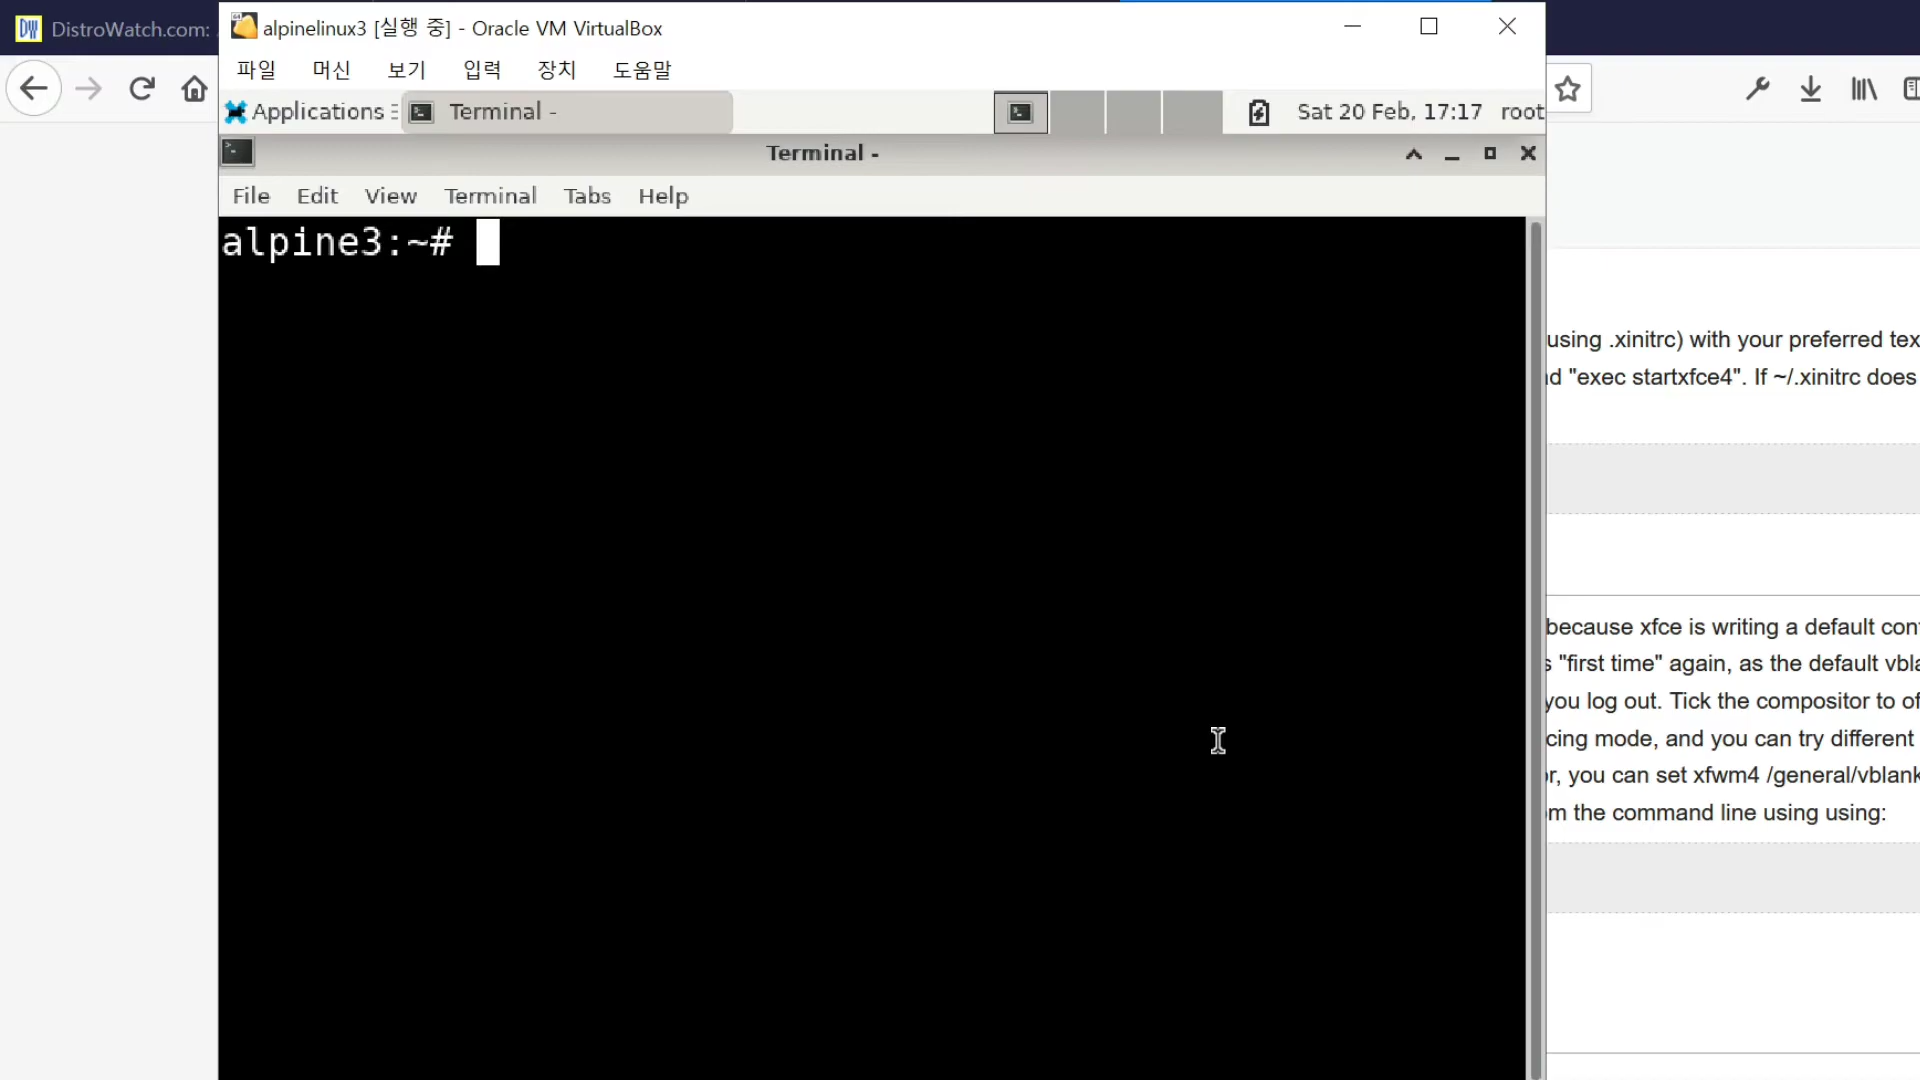 DistroWatch.com:
alpinelinux3 [실행 중] - Oracle VM VirtualBox
파일 머신 보기 입력 장치 도움말
Applications Terminal - Sat 20 Feb, 17:17 root
Terminal -
File Edit View Terminal Tabs Help
alpine3:~#
using .xinitrc) with your preferred tex
nd "exec startxfce4". If ~/.xinitrc does
because xfce is writing a default con
s "first time" again, as the default vbla
you log out. Tick the compositor to of
cing mode, and you can try different
or, you can set xfwm4 /general/vblank
om the command line using using: